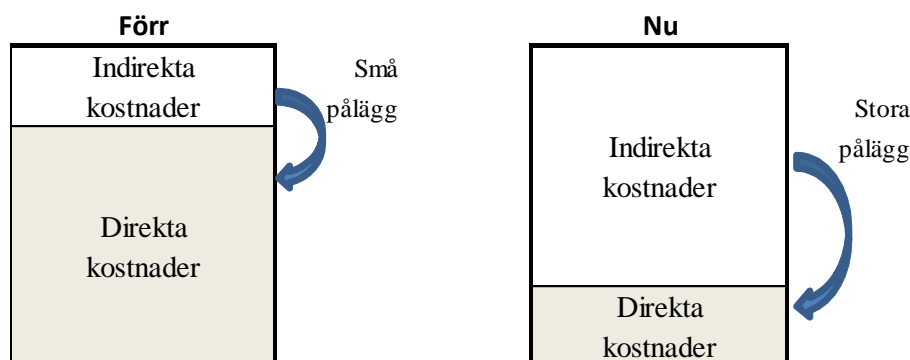 Förr
Indirekta
kostnader
Små
pålägg
Direkta
kostnader
Nu
Indirekta
kostnader
Stora
pålägg
Direkta
kostnader